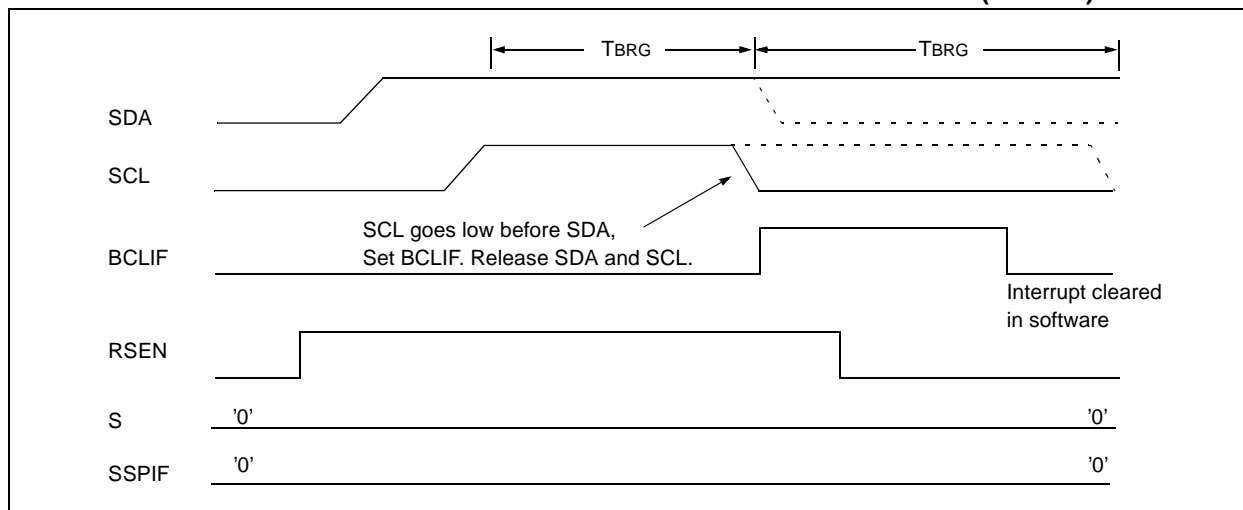 TBRG TBRG
SDA
SCL
SCL goes low before SDA,
Set BCLIF. Release SDA and SCL.
BCLIF
Interrupt cleared
in software
RSEN
S '0' '0'
SSPIF '0' '0'